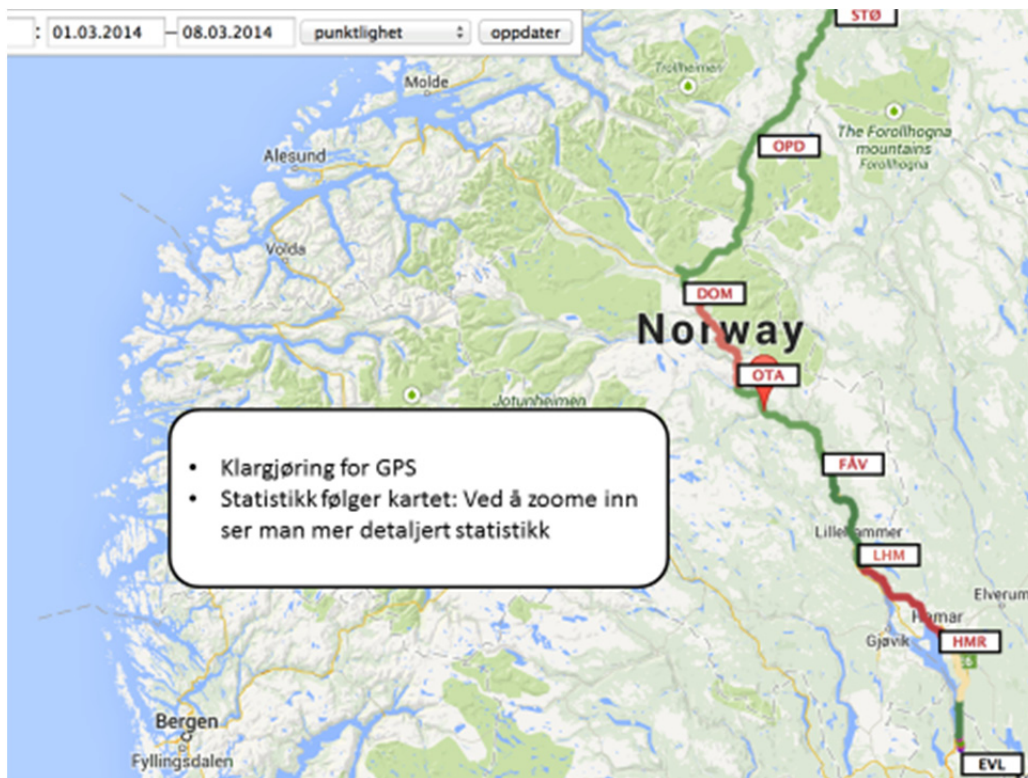 : 01.03.2014 – 08.03.2014 punktlighet oppdater
STØ
Trollheimen
Molde
The Forollhogna
mountains
Forollhogna
OPD
Alesund
Volda
DOM
Norway
OTA
Jotunheimen
• Klargjøring for GPS
• Statistikk følger kartet: Ved å zoome inn
ser man mer detaljert statistikk
FÅV
Lillehammer
LHM
Elverum
Hamar
Gjøvik
HMR
6
Bergen
Fyllingsdalen
EVL